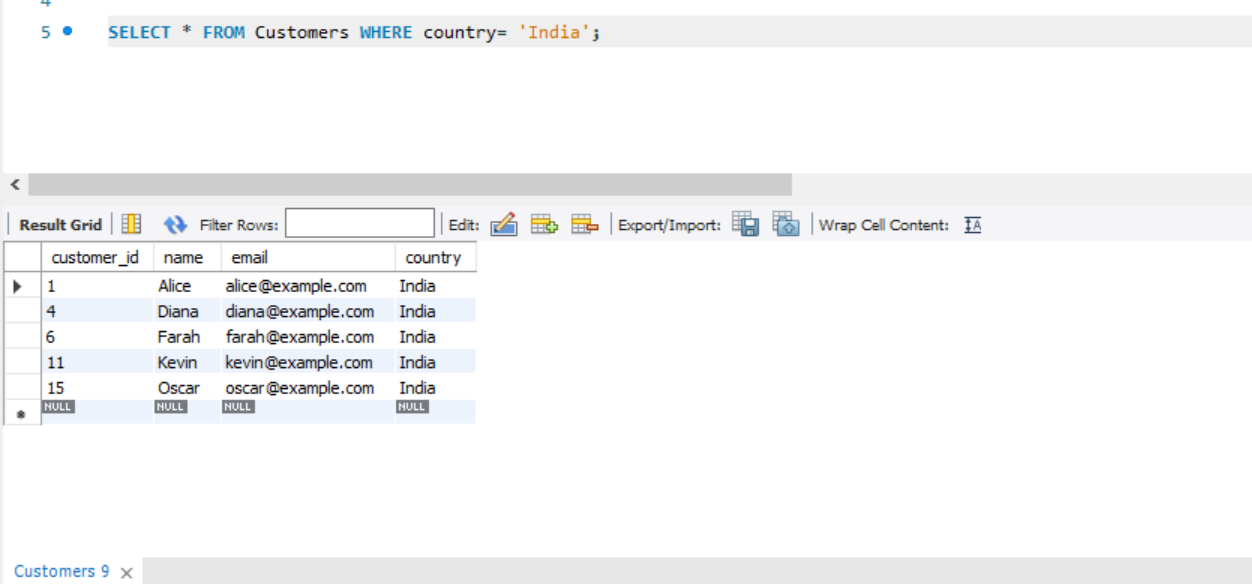 4
5 SELECT * FROM Customers WHERE country= 'India';
Result Grid Filter Rows: Edit: Export/Import: Wrap Cell Content: IA
customer_id name email country
1 Alice alice@example.com India
4 Diana diana@example.com India
6 Farah farah@example.com India
11 Kevin kevin@example.com India
15 Oscar oscar@example.com India
NULL NULL NULL NULL
Customers 9